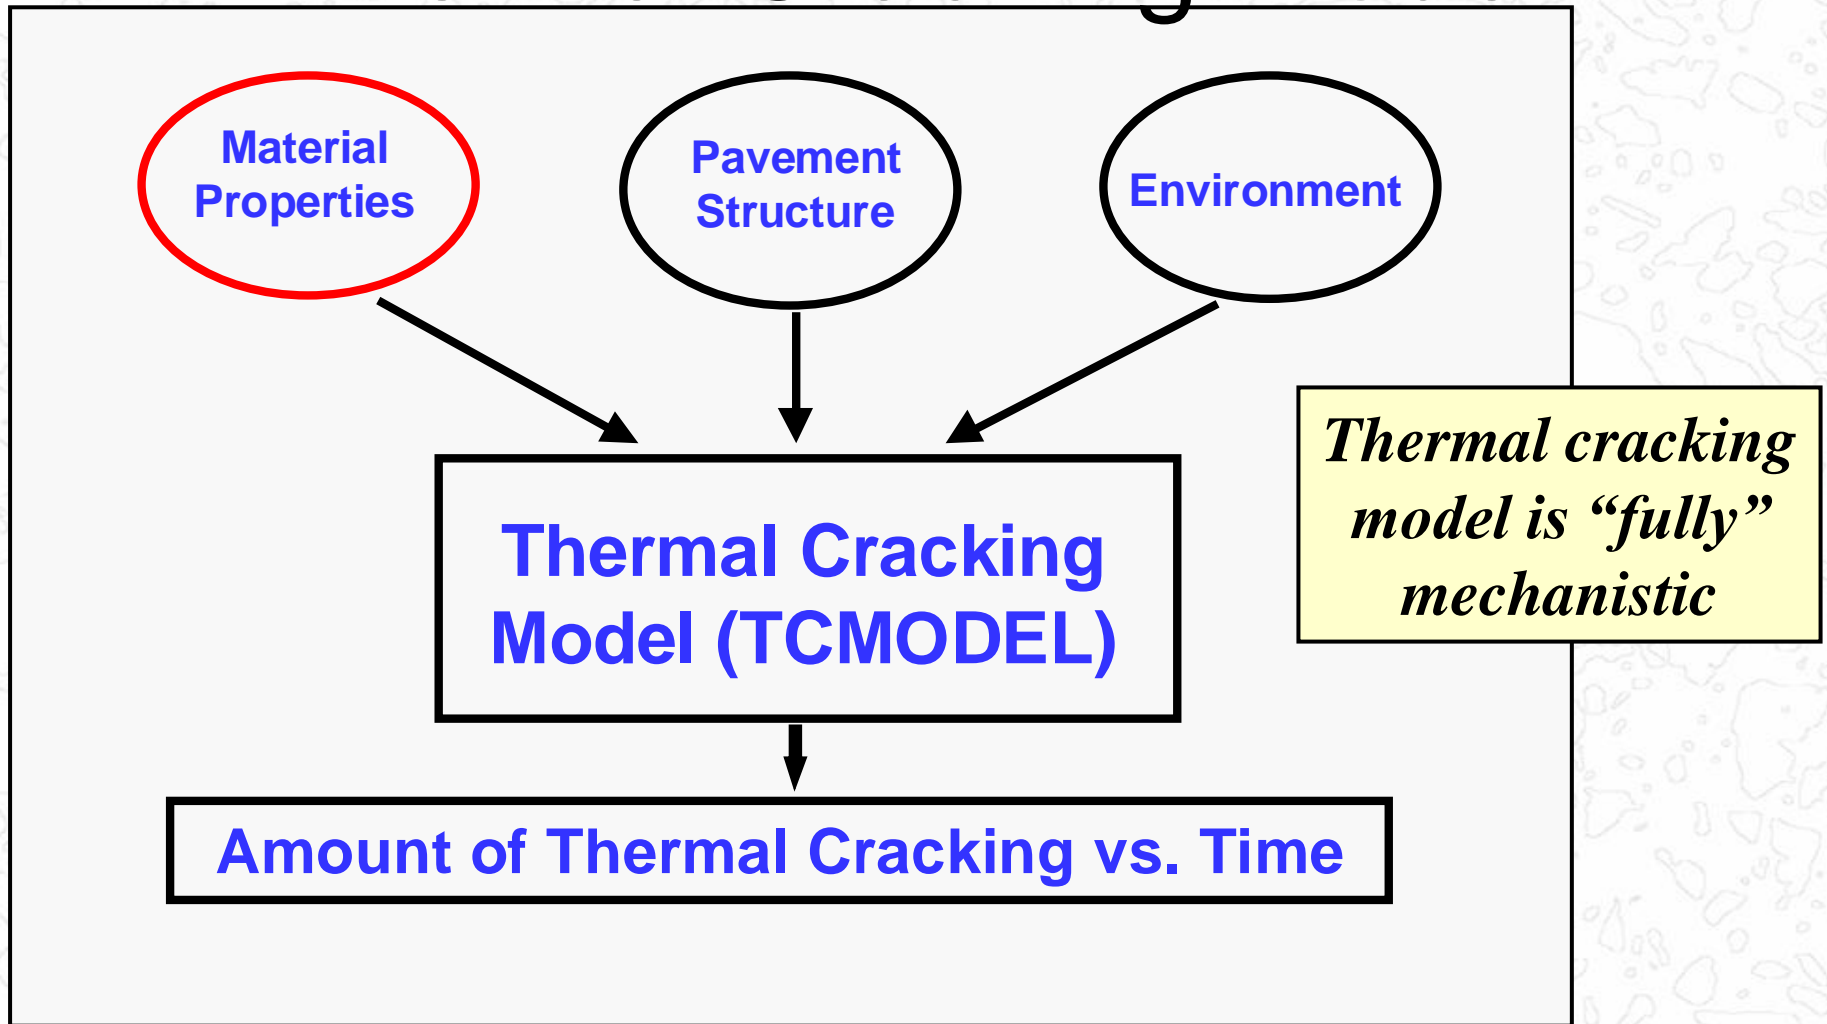 Material
Properties
Pavement
Structure
Environment
Thermal cracking
model is “fully”
mechanistic
Thermal Cracking
Model (TCMODEL)
Amount of Thermal Cracking vs. Time